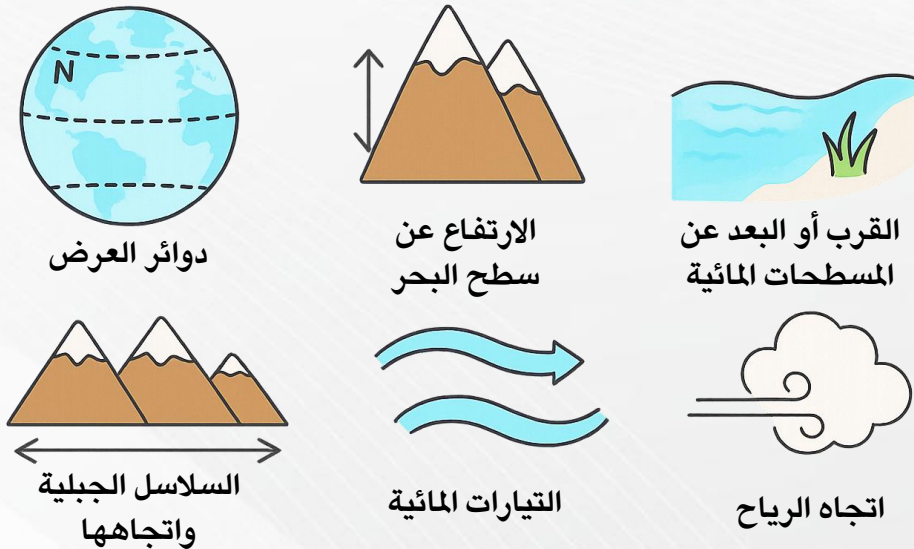 N
القرب أو البعد عن
المسطحات المائية
الارتفاع عن
سطح البحر
دوائر العرض
اتجاه الرياح
التيارات المائية
السلاسل الجبلية
واتجاهها